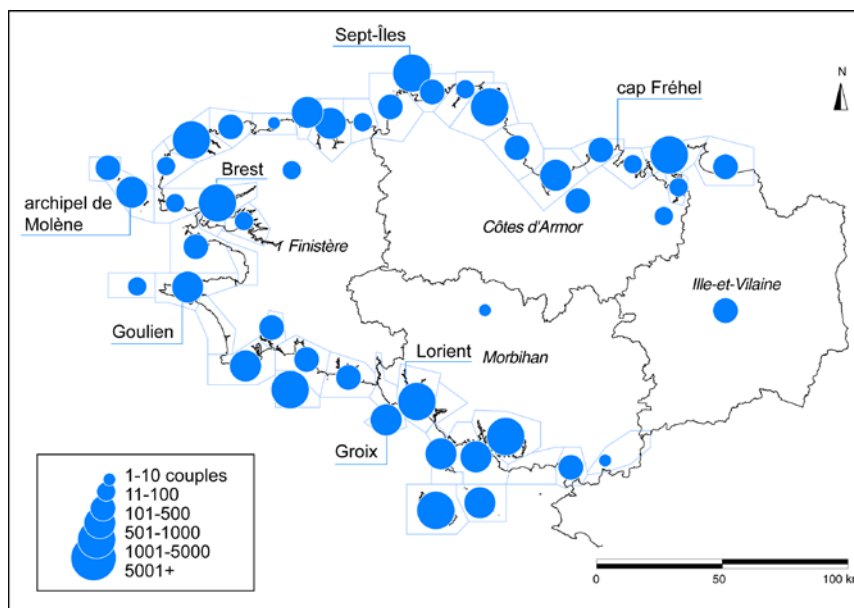 Sept-Îles
cap Fréhel
N
Brest
archipel de
Molène
Finistère
Côtes d'Armor
Ille-et-Vilaine
Goulien
Lorient
Morbihan
Groix
1-10 couples
11-100
101-500
501-1000
1001-5000
5001+
0 50 100 km